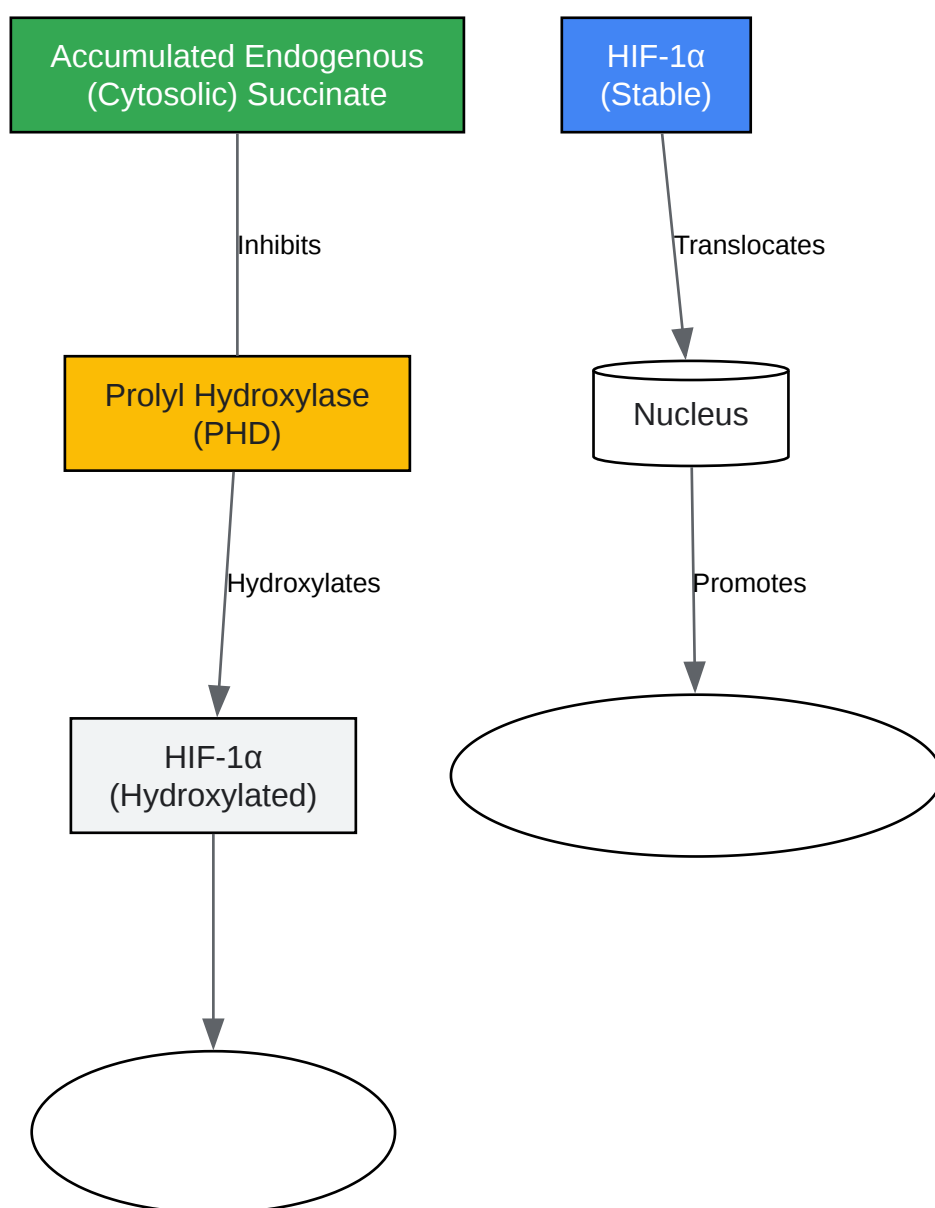 Accumulated Endogenous
(Cytosolic) Succinate
HIF-1α
(Stable)
Inhibits
Translocates
Prolyl Hydroxylase
(PHD)
Nucleus
Hydroxylates
Promotes
HIF-1α
(Hydroxylated)